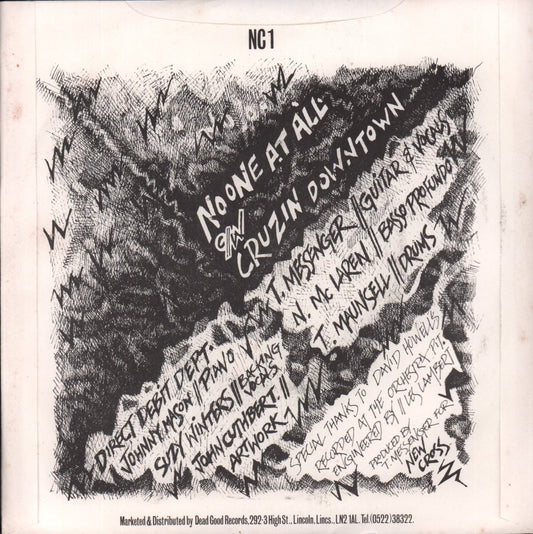 NC1
NO ONE AT ALL
C/W
CRUZIN DOWNTOWN
T. MESSENGER // GUITAR & VOCALS
N. MCLAREN // BASSO PROFUNDO
T. MAUNSELL // DRUMS
DIRECT DEBT DEPT.
JOHNNY MYSON // PIANO
SUZY WINTERS // BACKING
VOCALS
JOHN CUTHBERT //
ARTWORK
SPECIAL THANKS TO DAVID HOWELLS
RECORDED AT THE ORCHESTRA PIT.
ENGINEERED BY LES LAMBERT
PRODUCED BY
T. MESSENGER FOR
NEW
CROSS
Marketed & Distributed by Dead Good Records, 292-3 High St., Lincoln, Lincs., LN2 1AL. Tel. (0522) 38322.